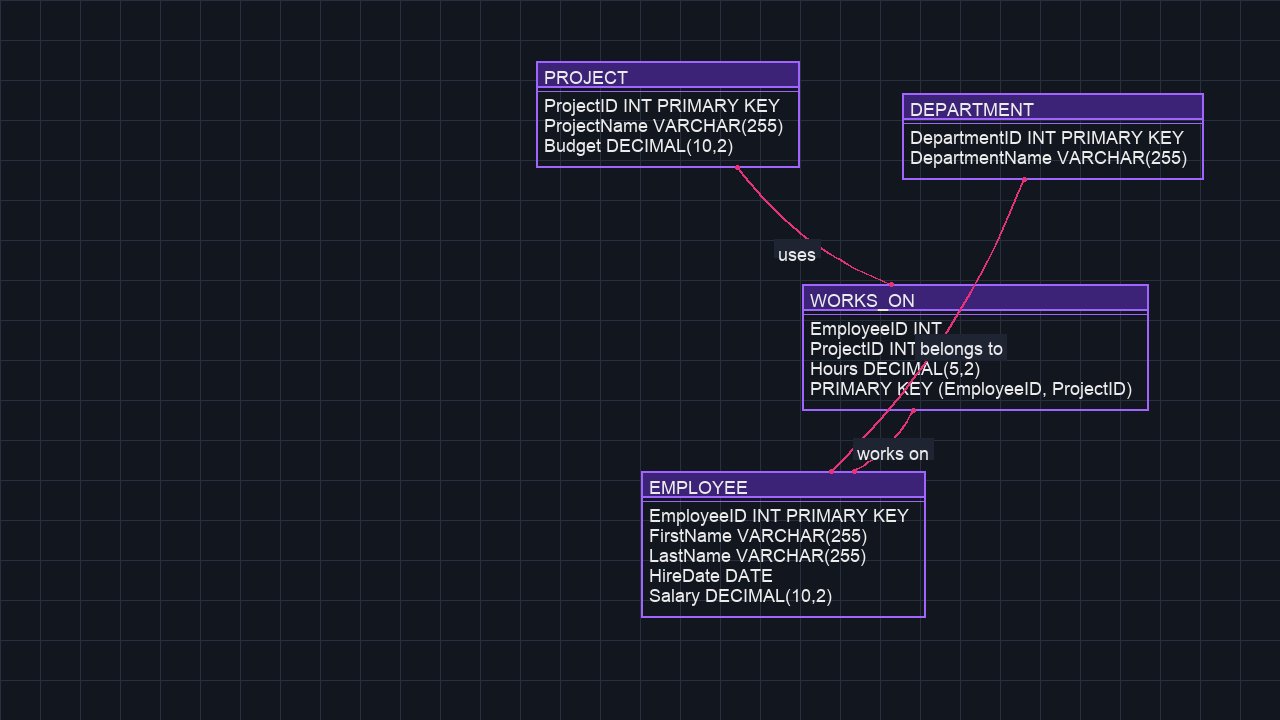 PROJECT
ProjectID INT PRIMARY KEY
ProjectName VARCHAR(255)
Budget DECIMAL(10,2)
DEPARTMENT
DepartmentID INT PRIMARY KEY
DepartmentName VARCHAR(255)
uses
WORKS_ON
EmployeeID INT
ProjectID INT
belongs to
Hours DECIMAL(5,2)
PRIMARY KEY (EmployeeID, ProjectID)
works on
EMPLOYEE
EmployeeID INT PRIMARY KEY
FirstName VARCHAR(255)
LastName VARCHAR(255)
HireDate DATE
Salary DECIMAL(10,2)